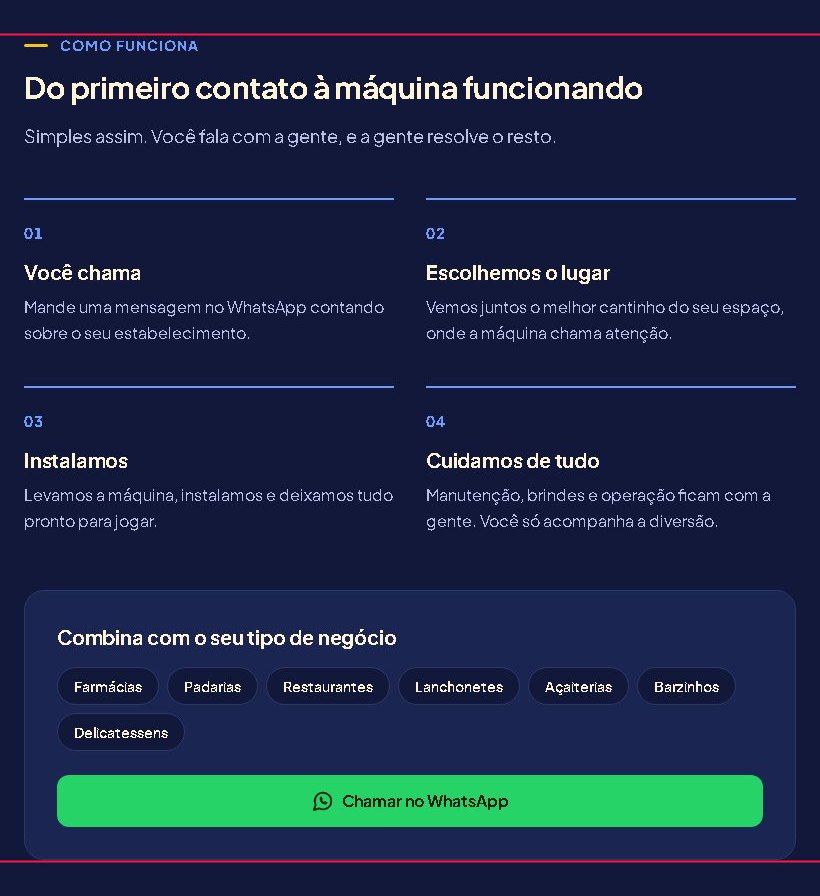 COMO FUNCIONA
Do primeiro contato à máquina funcionando
Simples assim. Você fala com a gente, e a gente resolve o resto.
01
Você chama
Mande uma mensagem no WhatsApp contando
sobre o seu estabelecimento.
02
Escolhemos o lugar
Vemos juntos o melhor cantinho do seu espaço,
onde a máquina chama atenção.
03
Instalamos
Levamos a máquina, instalamos e deixamos tudo
pronto para jogar.
04
Cuidamos de tudo
Manutenção, brindes e operação ficam com a
gente. Você só acompanha a diversão.
Combina com o seu tipo de negócio
Farmácias Padarias Restaurantes Lanchonetes Açaiterias Barzinhos
Delicatessens
Chamar no WhatsApp